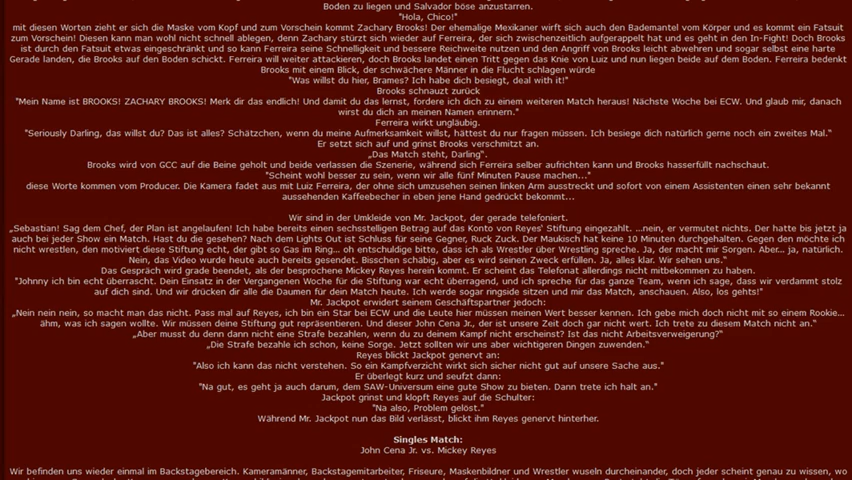 Boden zu liegen und Salvador böse anzustarren.
"Hola, Chico!"
mit diesen Worten zieht er sich die Maske vom Kopf und zum Vorschein kommt Zachary Brooks! Der ehemalige Mexikaner wirft sich auch den Bademantel vom Körper und es kommt ein Fatsuit
zum Vorschein! Diesen kann man wohl nicht schnell ablegen, denn Zachary stürzt sich wieder auf Ferreira, der sich zwischenzeitlich aufgerappelt hat und es geht in den In-Fight! Doch Brooks
ist durch den Fatsuit etwas eingeschränkt und so kann Ferreira seine Schnelligkeit und bessere Reichweite nutzen und den Angriff von Brooks leicht abwehren und sogar selbst eine harte
Gerade landen, die Brooks auf den Boden schickt. Ferreira will weiter attackieren, doch Brooks landet einen Tritt gegen das Knie von Luiz und nun liegen beide auf dem Boden. Ferreira bedenkt
Brooks mit einem Blick, der schwächere Männer in die Flucht schlagen würde
"Was willst du hier, Brames? Ich habe dich besiegt, deal with it!"
Brooks schnauzt zurück
"Mein Name ist BROOKS! ZACHARY BROOKS! Merk dir das endlich! Und damit du das lernst, fordere ich dich zu einem weiteren Match heraus! Nächste Woche bei ECW. Und glaub mir, danach
wirst du dich an meinen Namen erinnern."
Ferreira wirkt ungläubig.
"Seriously Darling, das willst du? Das ist alles? Schätzchen, wenn du meine Aufmerksamkeit willst, hättest du nur fragen müssen. Ich besiege dich natürlich gerne noch ein zweites Mal.“
Er setzt sich auf und grinst Brooks verschmitzt an.
„Das Match steht, Darling“.
Brooks wird von GCC auf die Beine geholt und beide verlassen die Szenerie, während sich Ferreira selber aufrichten kann und Brooks hasserfüllt nachschaut.
"Scheint wohl besser zu sein, wenn wir alle fünf Minuten Pause machen..."
diese Worte kommen vom Producer. Die Kamera fadet aus mit Luiz Ferreira, der ohne sich umzusehen seinen linken Arm ausstreckt und sofort von einem Assistenten einen sehr bekannt
aussehenden Kaffeebecher in eben jene Hand gedrückt bekommt...
Wir sind in der Umkleide von Mr. Jackpot, der gerade telefoniert.
„Sebastian! Sag dem Chef, der Plan ist angelaufen! Ich habe bereits einen sechsstelligen Betrag auf das Konto von Reyes‘ Stiftung eingezahlt. ...nein, er vermutet nichts. Der hatte bis jetzt ja
auch bei jeder Show ein Match. Hast du die gesehen? Nach dem Lights Out ist Schluss für seine Gegner, Ruck Zuck. Der Maukisch hat keine 10 Minuten durchgehalten. Gegen den möchte ich
nicht wrestlen, den motiviert diese Stiftung echt, der gibt so Gas im Ring... oh entschuldige bitte, dass ich als Wrestler über Wrestling spreche. Ja, der macht mir Sorgen. Aber... ja, natürlich.
Nein, das Video wurde heute auch bereits gesendet. Bisschen schäbig, aber es wird seinen Zweck erfüllen. Ja, alles klar. Wir sehen uns.“
Das Gespräch wird grade beendet, als der besprochene Mickey Reyes herein kommt. Er scheint das Telefonat allerdings nicht mitbekommen zu haben.
"Johnny ich bin echt überrascht. Dein Einsatz in der Vergangenen Woche für die Stiftung war echt überragend, und ich spreche für das ganze Team, wenn ich sage, dass wir verdammt stolz
auf dich sind. Und wir drücken dir alle die Daumen für dein Match heute. Ich werde sogar ringside sitzen und mir das Match, anschauen. Also, los gehts!"
Mr. Jackpot erwidert seinem Geschäftspartner jedoch:
„Nein nein nein, so macht man das nicht. Pass mal auf Reyes, ich bin ein Star bei ECW und die Leute hier müssen meinen Wert besser kennen. Ich gebe mich doch nicht mit so einem Rookie...
ähm, was ich sagen wollte. Wir müssen deine Stiftung gut repräsentieren. Und dieser John Cena Jr., der ist unsere Zeit doch gar nicht wert. Ich trete zu diesem Match nicht an.“
„Aber musst du denn dann nicht eine Strafe bezahlen, wenn du zu deinem Kampf nicht erscheinst? Ist das nicht Arbeitsverweigerung?“
„Die Strafe bezahle ich schon, keine Sorge. Jetzt sollten wir uns aber wichtigeren Dingen zuwenden.“
Reyes blickt Jackpot genervt an:
"Also ich kann das nicht verstehen. So ein Kampfverzicht wirkt sich sicher nicht gut auf unsere Sache aus."
Er überlegt kurz und seufzt dann:
"Na gut, es geht ja auch darum, dem SAW-Universum eine gute Show zu bieten. Dann trete ich halt an."
Jackpot grinst und klopft Reyes auf die Schulter:
"Na also, Problem gelöst."
Während Mr. Jackpot nun das Bild verlässt, blickt ihm Reyes genervt hinterher.
Singles Match:
John Cena Jr. vs. Mickey Reyes
Wir befinden uns wieder einmal im Backstagebereich. Kameramänner, Backstagemitarbeiter, Friseure, Maskenbildner und Wrestler wuseln durcheinander, doch jeder scheint genau zu wissen, wo